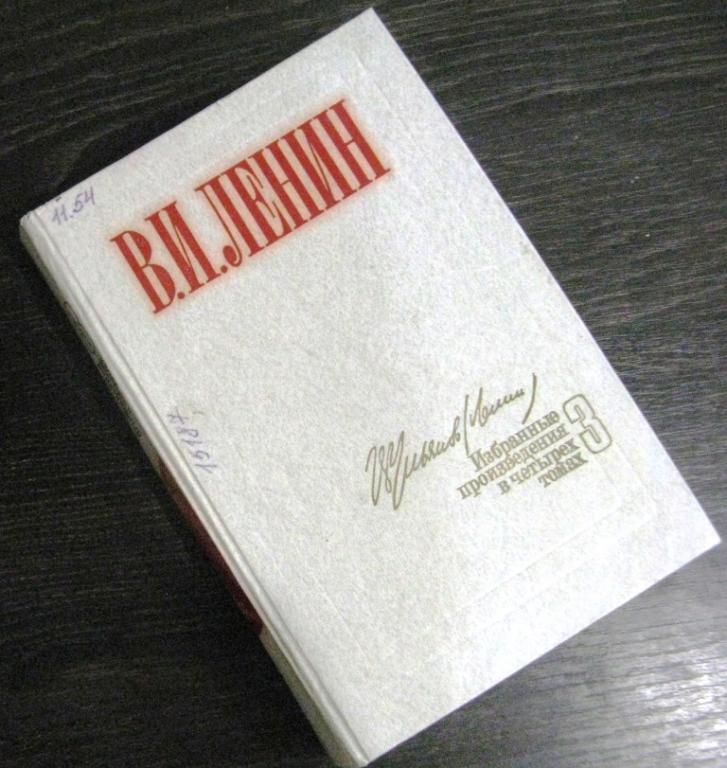 11.54
В.И.ЛЕНИН
В Ульянов (Ленин)
Избранные
произведения
в четырех
томах
3